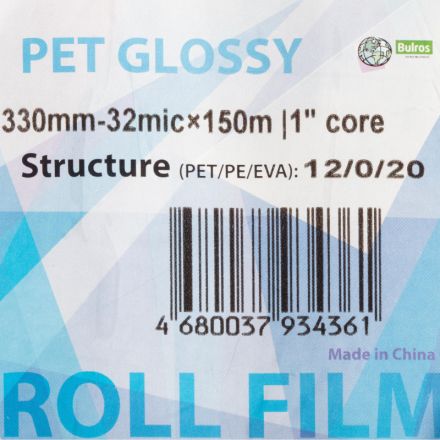 PET GLOSSY
Bulros
330mm-32mic×150m |1" core
Structure (PET/PE/EVA): 12/0/20
4 680037 934361
Made in China
ROLL FILM